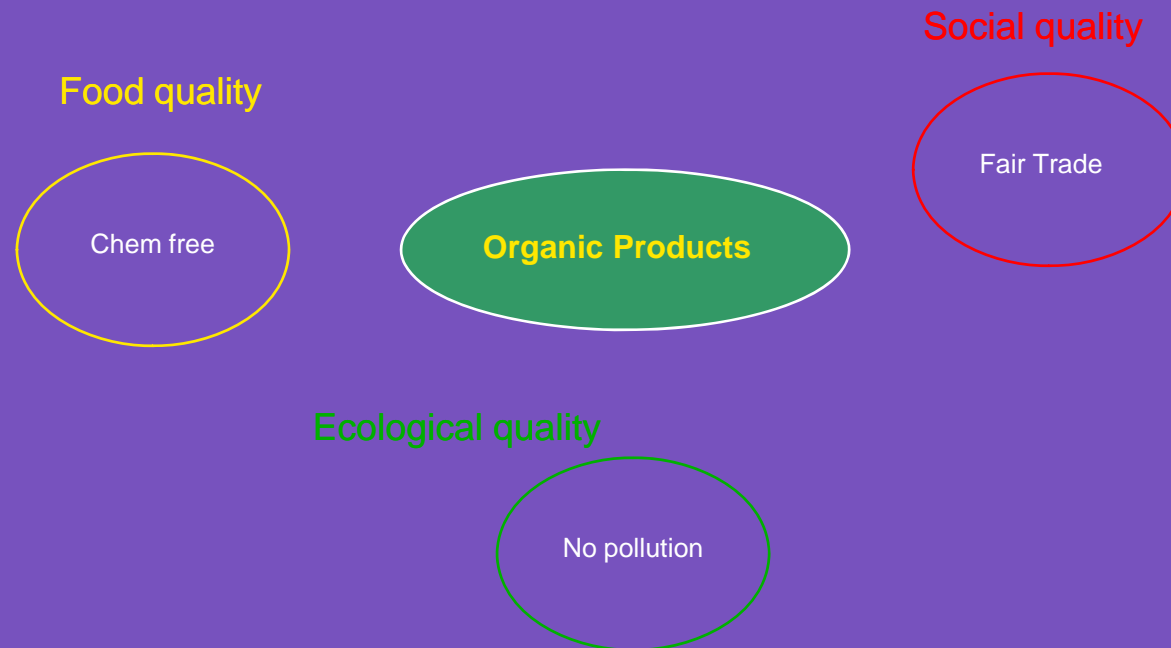 Social quality
Food quality
Fair Trade
Chem free
Organic Products
Ecological quality
No pollution